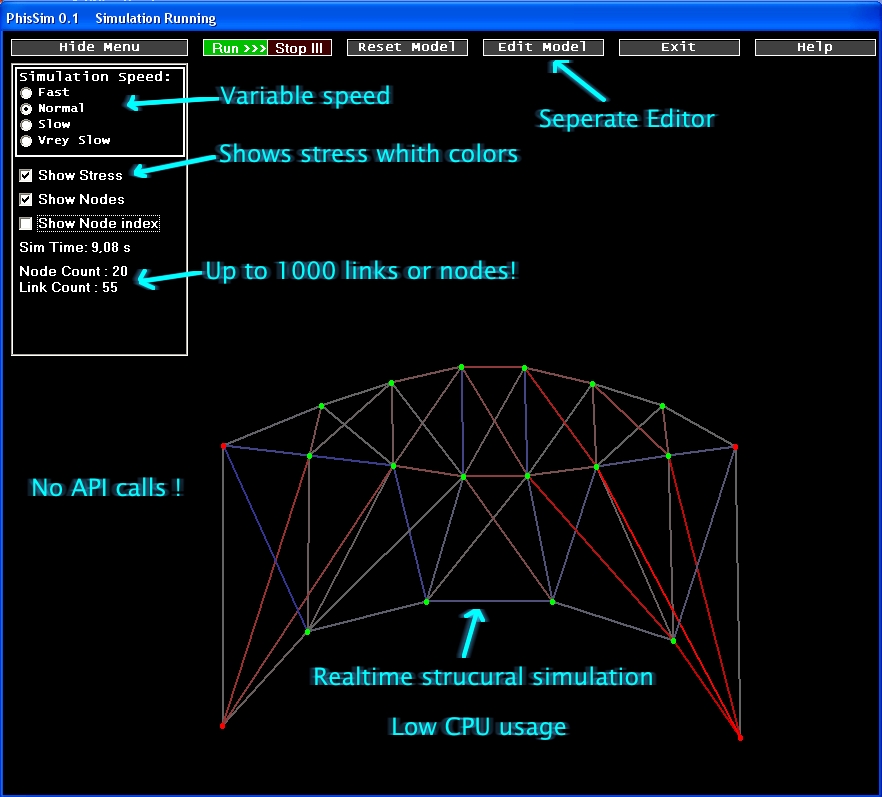 PhisSim 0.1 Simulation Running
Hide Menu
Run >>>
Stop III
Reset Model
Edit Model
Exit
Help
Simulation Speed:
Fast
Normal
Slow
Vrey Slow
Variable speed
Seperate Editor
Shows stress whith colors
Show Stress
Show Nodes
Show Node index
Sim Time: 9,08 s
Node Count : 20
Link Count : 55
Up to 1000 links or nodes!
No API calls !
Realtime strucural simulation
Low CPU usage